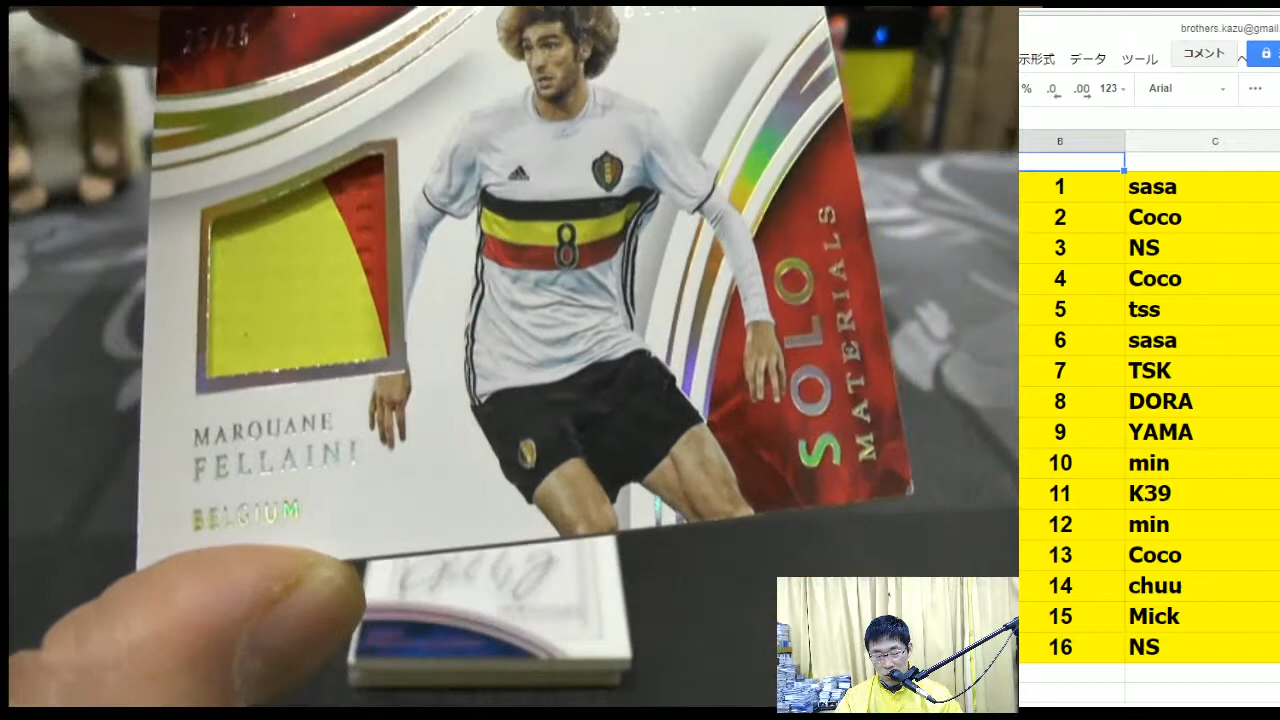 25/25
8
MAROUANE
FELLAINI
BELGIUM
SOLO
MATERIALS
brothers.kazu@gmail.
示形式 データ ツール
コメント
% .0 .00 123 Arial
B C
1 sasa
2 Coco
3 NS
4 Coco
5 tss
6 sasa
7 TSK
8 DORA
9 YAMA
10 min
11 K39
12 min
13 Coco
14 chuu
15 Mick
16 NS